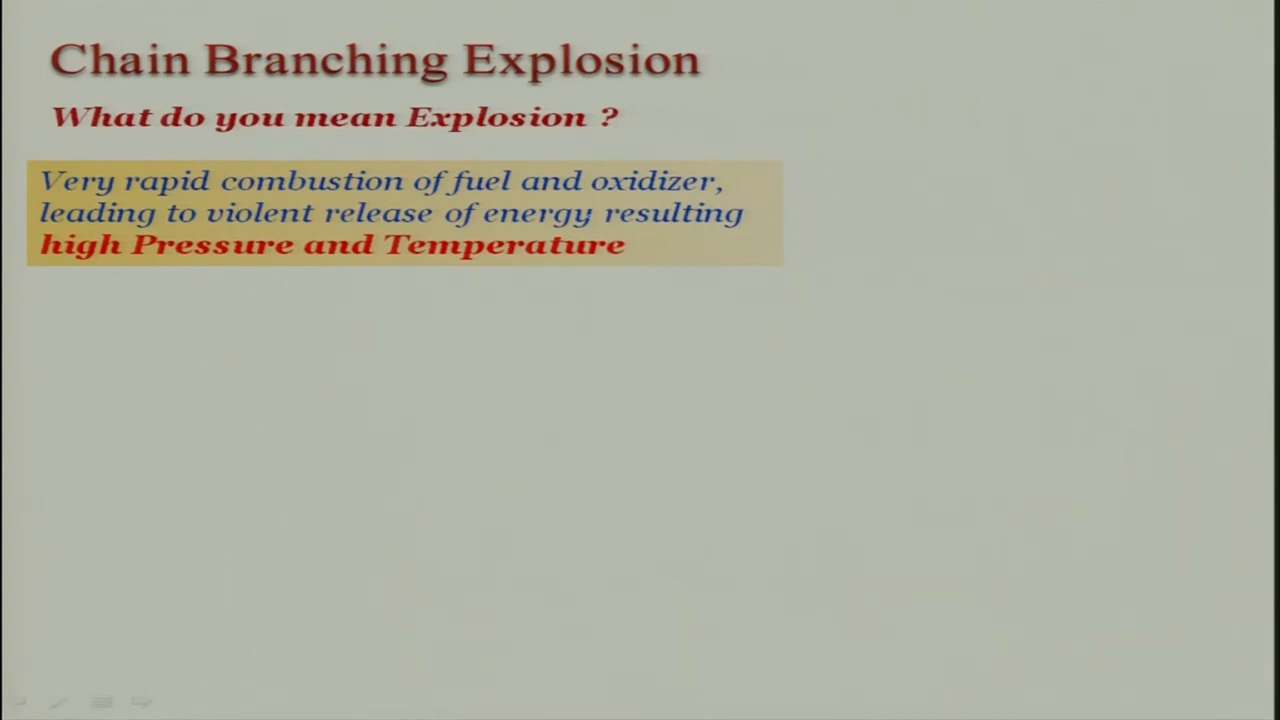 Chain Branching Explosion
What do you mean Explosion ?
Very rapid combustion of fuel and oxidizer,
leading to violent release of energy resulting
high Pressure and Temperature